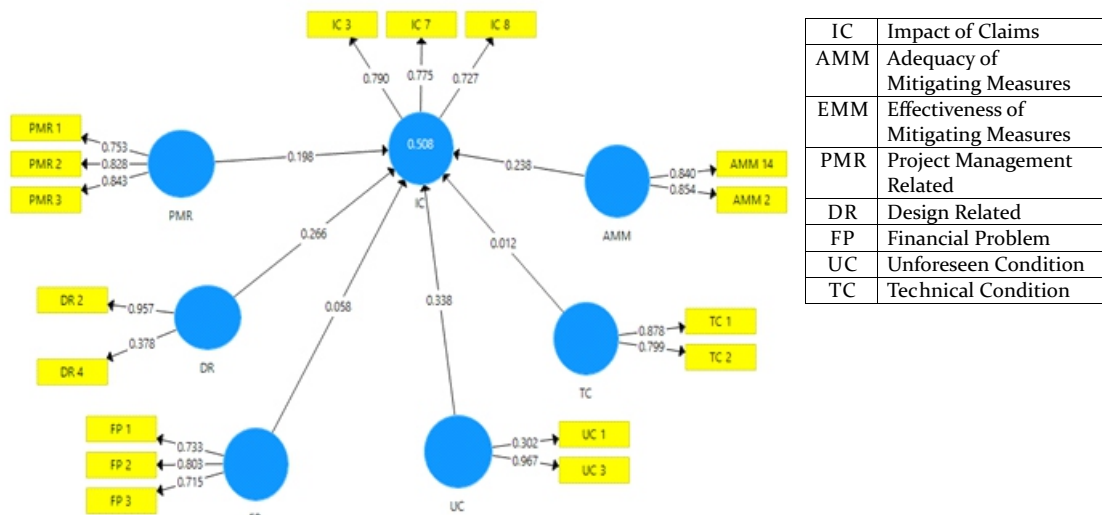 IC 3
IC 7
IC 8
0.790
0.775
0.727
PMR 1
PMR 2
PMR 3
0.753
0.828
0.843
PMR
0.198
0.508
IC
0.238
AMM 14
AMM 2
0.840
0.854
AMM
0.266
0.012
DR 2
DR 4
0.957
0.378
DR
0.058
0.338
TC 1
TC 2
0.878
0.799
TC
FP 1
FP 2
FP 3
0.733
0.803
0.715
UC 1
UC 3
0.302
0.967
UC
IC Impact of Claims
AMM Adequacy of
Mitigating Measures
EMM Effectiveness of
Mitigating Measures
PMR Project Management
Related
DR Design Related
FP Financial Problem
UC Unforeseen Condition
TC Technical Condition